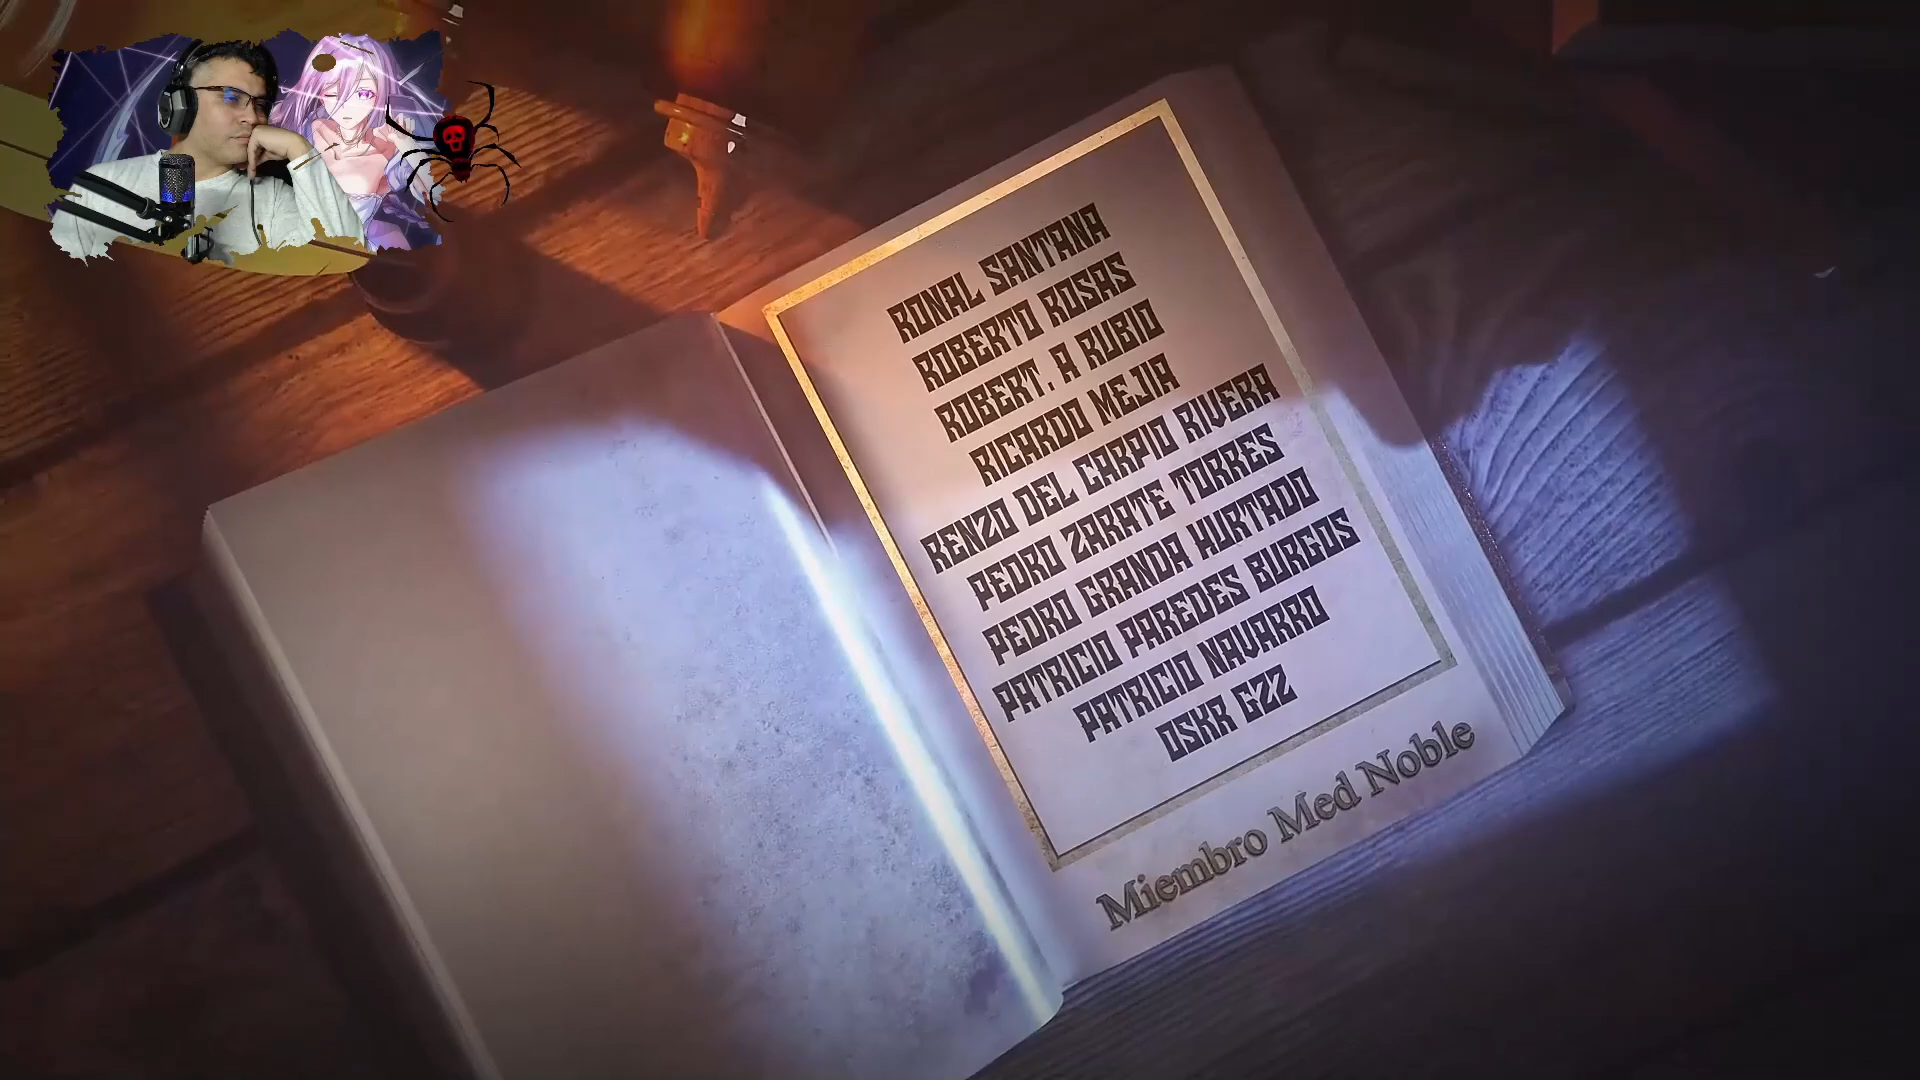 RONAL SANTANA
ROBERTO ROSAS
ROBERT. A RUBIO
RICARDO MEJIA
RENZO DEL CARPIO RIVERA
PEDRO ZARATE TORRES
PEDRO GRANDA HURTADO
PATRICIO PAREDES BURGOS
PATRICIO NAVARRO
OSKR GZZ
Miembro Med Noble